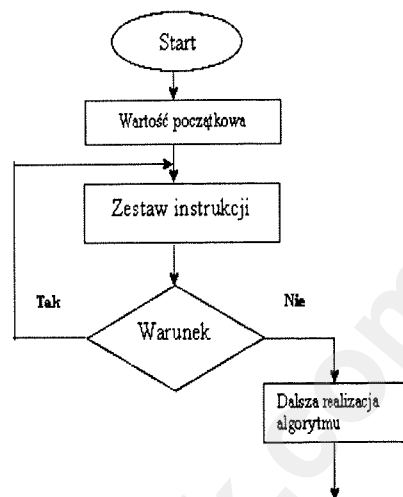 Start
Wartość początkowa
Zestaw instrukcji
Tak
Nie
Warunek
Dalsza realizacja
algorytmu